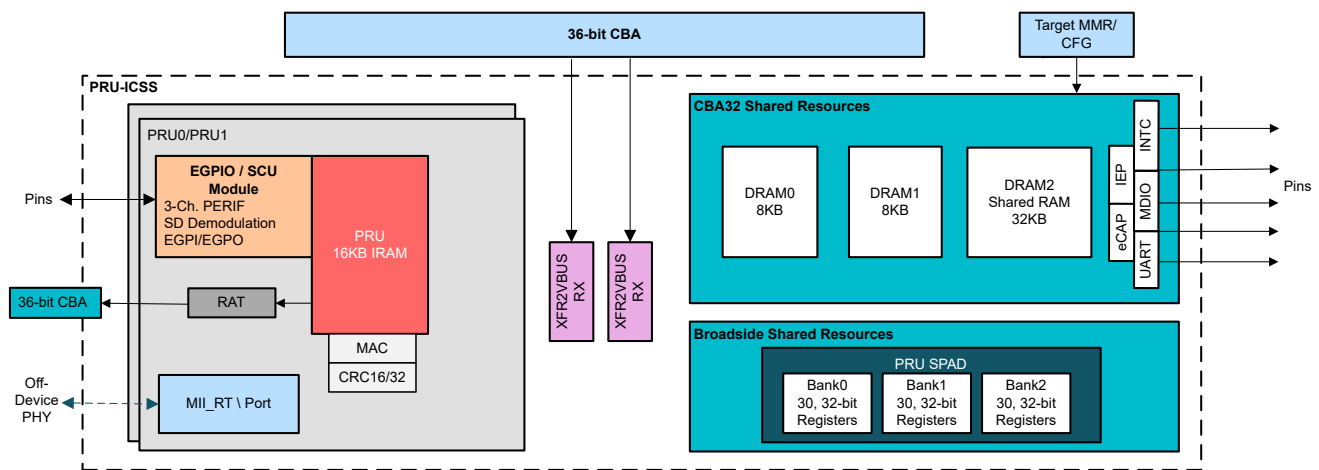 36-bit CBA
Target MMR/
CFG
PRU-ICSS
PRU0/PRU1
EGPIO / SCU
Module
3-Ch. PERIF
SD Demodulation
EGPI/EGPO
PRU
16KB IRAM
Pins
36-bit CBA
RAT
MAC
CRC16/32
Off-
Device
PHY
MII_RT \ Port
XFR2VBUS
RX
XFR2VBUS
RX
CBA32 Shared Resources
DRAM0
8KB
DRAM1
8KB
DRAM2
Shared RAM
32KB
IEP
eCAP
INTC
MDIO
UART
Pins
Broadside Shared Resources
PRU SPAD
Bank0
30, 32-bit
Registers
Bank1
30, 32-bit
Registers
Bank2
30, 32-bit
Registers